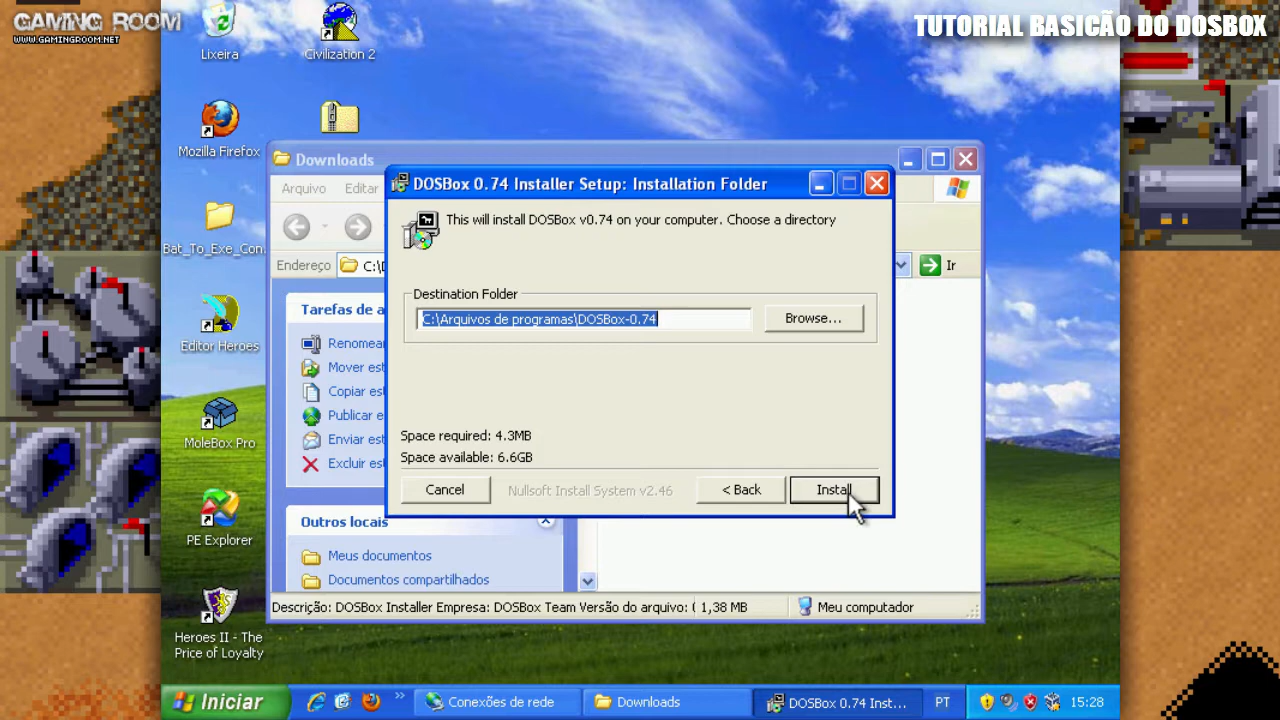 GAMING ROOM
WWW.GAMINGROOM.NET
TUTORIAL BASICÃO DO DOSBOX
Lixeira
Civilization 2
Mozilla Firefox
Bat_To_Exe_Con...
Editor Heroes
MoleBox Pro
PE Explorer
Heroes II - The
Price of Loyalty
Downloads
Arquivo Editar
Endereço C:\D
Ir
Tarefas de a
Renomear
Mover est
Copiar est
Publicar e
Enviar est
Excluir est
Outros locais
Meus documentos
Documentos compartilhados
Descrição: DOSBox Installer Empresa: DOSBox Team Versão do arquivo: ( 1,38 MB
Meu computador
DOSBox 0.74 Installer Setup: Installation Folder
This will install DOSBox v0.74 on your computer. Choose a directory
Destination Folder
C:\Arquivos de programas\DOSBox-0.74
Browse...
Space required: 4.3MB
Space available: 6.6GB
Cancel
Nullsoft Install System v2.46
< Back
Install
Iniciar
»
Conexões de rede
Downloads
DOSBox 0.74 Inst...
PT
15:28